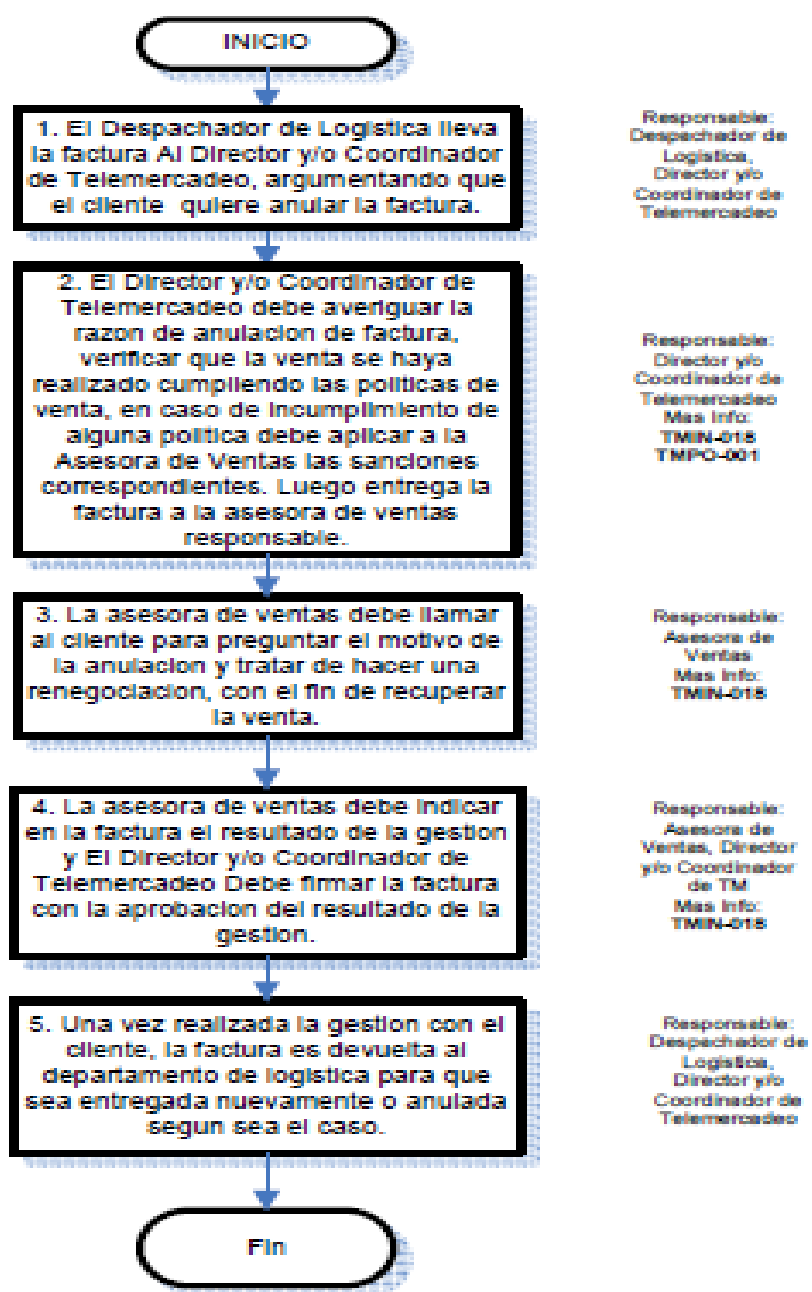 INICIO
1. El Despachador de Logistica lleva
la factura Al Director y/o Coordinador
de Telemercadeo, argumentando que
el cliente quiere anular la factura.
Responsable:
Despachador de
Logistica,
Director y/o
Coordinador de
Telemercadeo
2. El Director y/o Coordinador de
Telemercadeo debe averiguar la
razon de anulacion de factura,
verificar que la venta se haya
realizado cumpliendo las politicas de
venta, en caso de incumplimiento de
alguna politica debe aplicar a la
Asesora de Ventas las sanciones
correspondientes. Luego entrega la
factura a la asesora de ventas
responsable.
Responsable:
Director y/o
Coordinador de
Telemercadeo
Mas Info:
TMIN-018
TMPO-001
3. La asesora de ventas debe llamar
al cliente para preguntar el motivo de
la anulacion y tratar de hacer una
renegociacion, con el fin de recuperar
la venta.
Responsable:
Asesora de
Ventas
Mas Info:
TMIN-018
4. La asesora de ventas debe indicar
en la factura el resultado de la gestion
y El Director y/o Coordinador de
Telemercadeo Debe firmar la factura
con la aprobacion del resultado de la
gestion.
Responsable:
Asesora de
Ventas, Director
y/o Coordinador
de TM
Mas Info:
TMIN-018
5. Una vez realizada la gestion con el
cliente, la factura es devuelta al
departamento de logistica para que
sea entregada nuevamente o anulada
segun sea el caso.
Responsable:
Despachador de
Logistica,
Director y/o
Coordinador de
Telemercadeo
Fin